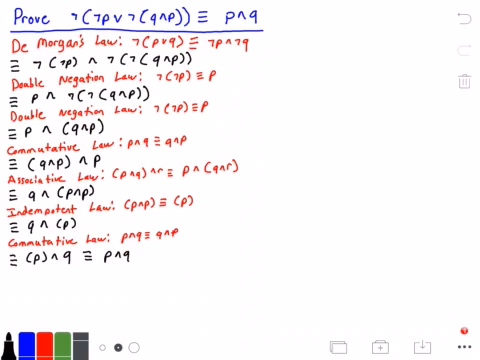 Prove ¬(¬p∨¬(q∧p)) ≡ p∧q
De Morgan's Law: ¬(p∨q) ≡ ¬p∧¬q
≡ ¬(¬p) ∧ ¬(¬(q∧p))
Double Negation Law: ¬(¬p) ≡ p
≡ p ∧ ¬(¬(q∧p))
Double Negation Law: ¬(¬p) ≡ p
≡ p ∧ (q∧p)
Commutative Law: p∧q ≡ q∧p
≡ (q∧p) ∧ p
Associative Law: (p∧q)∧r ≡ p∧(q∧r)
≡ q ∧ (p∧p)
Indempotent Law: (p∧p) ≡ (p)
≡ q ∧ (p)
Commutative Law: p∧q ≡ q∧p
≡ (p)∧q ≡ p∧q